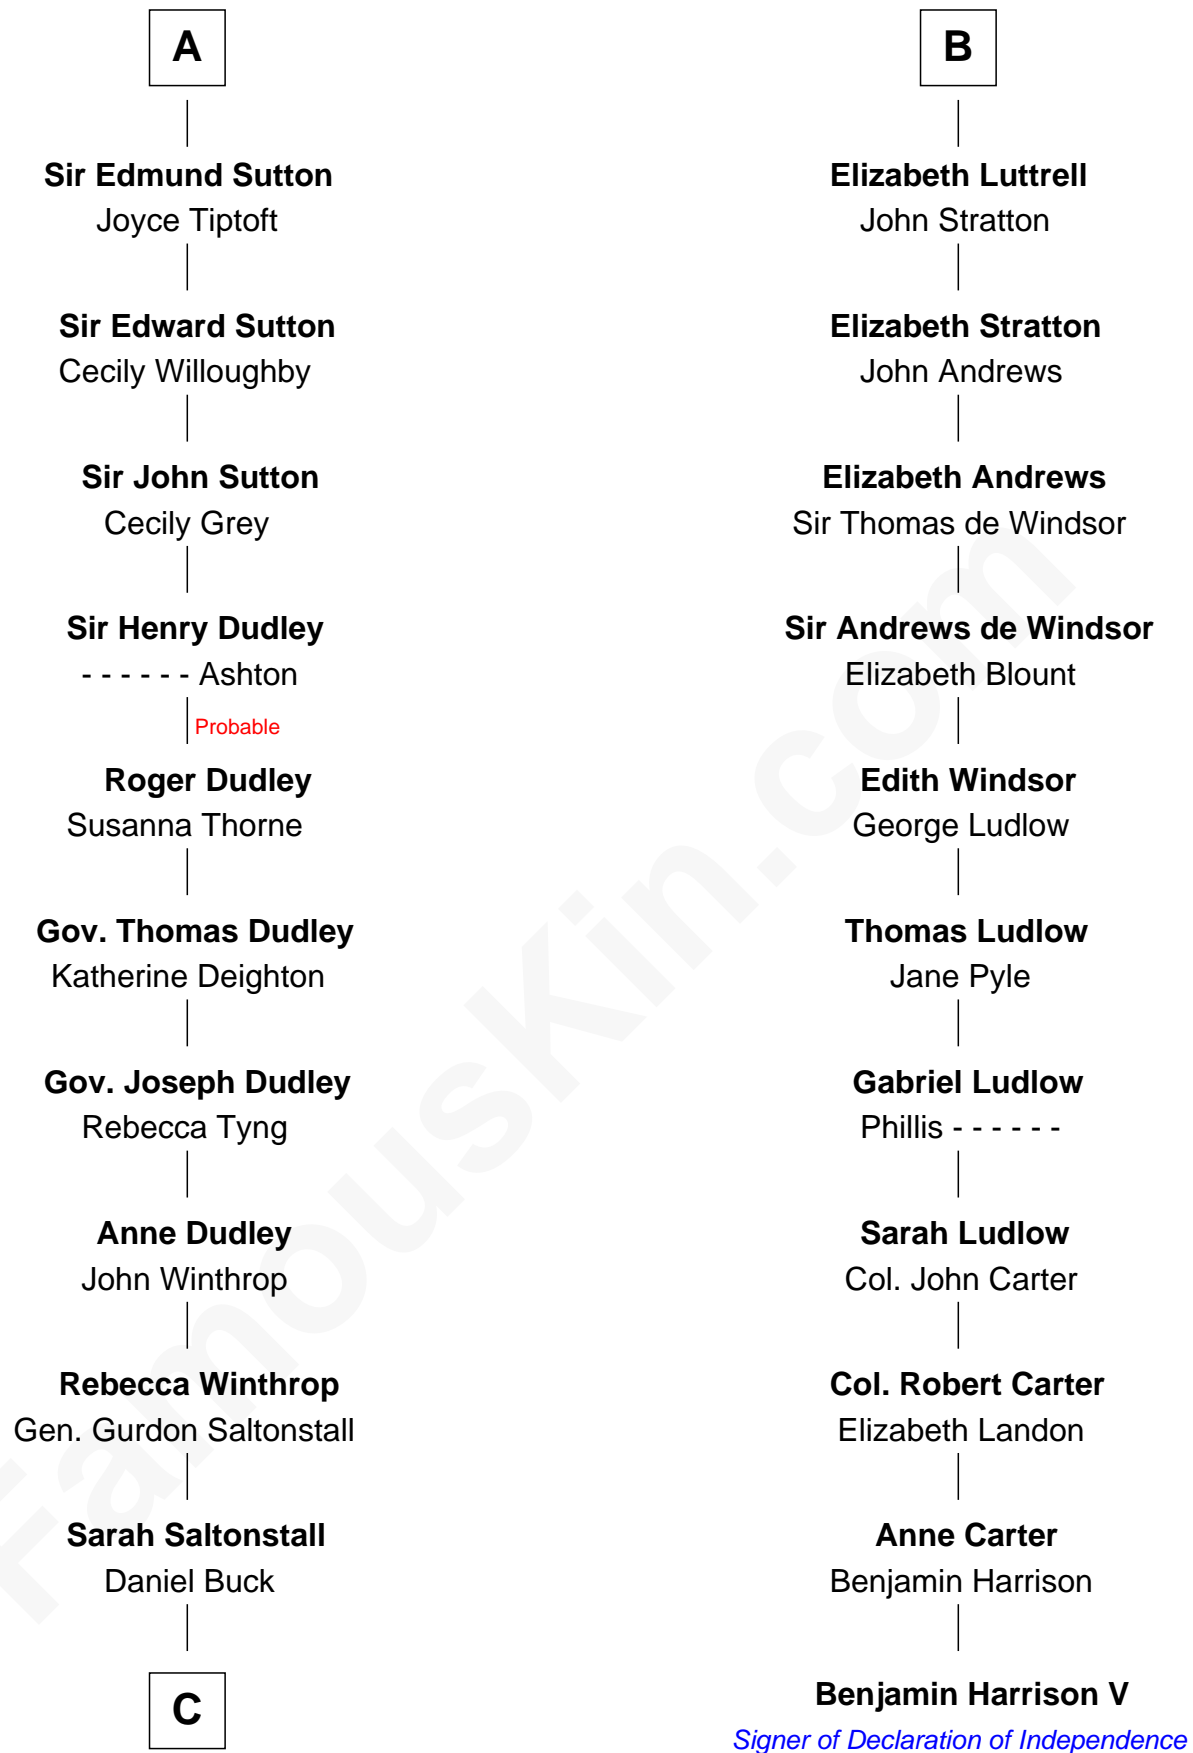 A
Sir Edmund Sutton
Joyce Tiptoft
Sir Edward Sutton
Cecily Willoughby
Sir John Sutton
Cecily Grey
Sir Henry Dudley
- - - - - - Ashton
Probable
Roger Dudley
Susanna Thorne
Gov. Thomas Dudley
Katherine Deighton
Gov. Joseph Dudley
Rebecca Tyng
Anne Dudley
John Winthrop
Rebecca Winthrop
Gen. Gurdon Saltonstall
Sarah Saltonstall
Daniel Buck
C
B
Elizabeth Luttrell
John Stratton
Elizabeth Stratton
John Andrews
Elizabeth Andrews
Sir Thomas de Windsor
Sir Andrews de Windsor
Elizabeth Blount
Edith Windsor
George Ludlow
Thomas Ludlow
Jane Pyle
Gabriel Ludlow
Phillis - - - - - -
Sarah Ludlow
Col. John Carter
Col. Robert Carter
Elizabeth Landon
Anne Carter
Benjamin Harrison
Benjamin Harrison V
Signer of Declaration of Independence
FamousKin.com